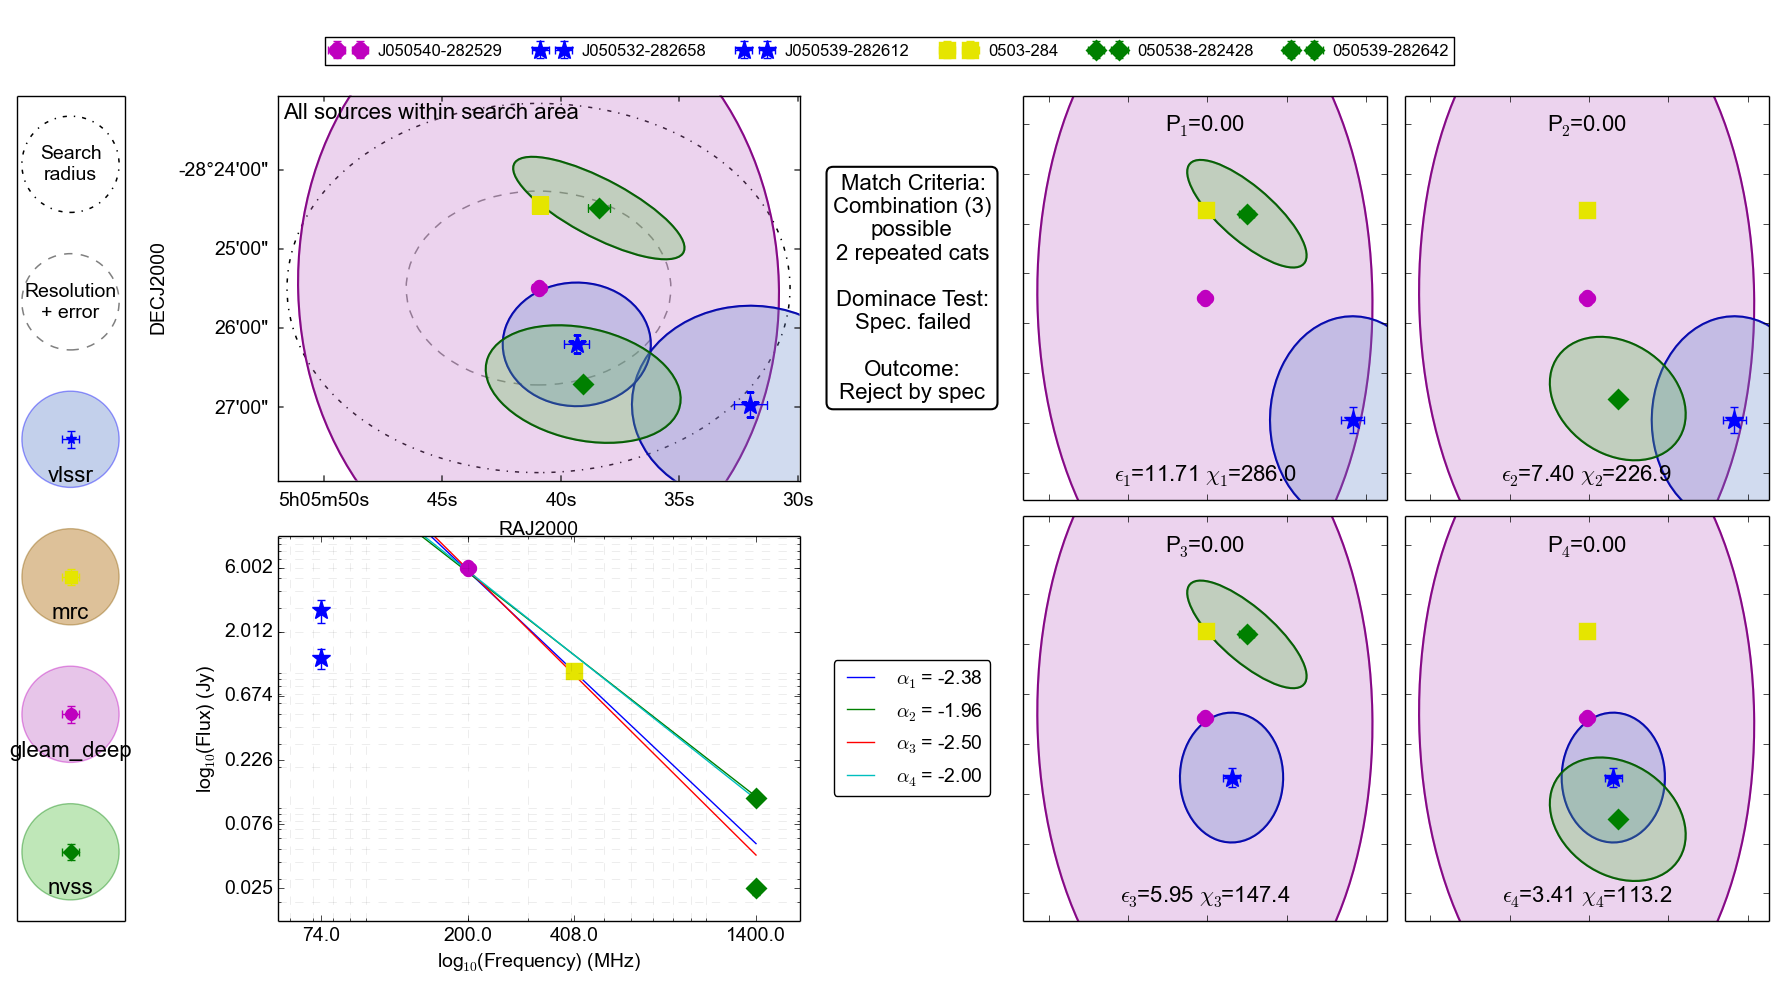 J050540-282529 J050532-282658 J050539-282612 0503-284 050538-282428 050539-282642
Search
radius
Resolution
+ error
vlssr
mrc
gleam_deep
nvss
All sources within search area
DECJ2000
-28°24'00"
25'00"
26'00"
27'00"
5h05m50s 45s 40s 35s 30s
RAJ2000
Match Criteria:
Combination (3)
possible
2 repeated cats
Dominace Test:
Spec. failed
Outcome:
Reject by spec
P₁=0.00
ϵ₁=11.71 χ₁=286.0
P₂=0.00
ϵ₂=7.40 χ₂=226.9
log₁₀(Flux) (Jy)
6.002
2.012
0.674
0.226
0.076
0.025
74.0 200.0 408.0 1400.0
log₁₀(Frequency) (MHz)
α₁ = -2.38
α₂ = -1.96
α₃ = -2.50
α₄ = -2.00
P₃=0.00
ϵ₃=5.95 χ₃=147.4
P₄=0.00
ϵ₄=3.41 χ₄=113.2